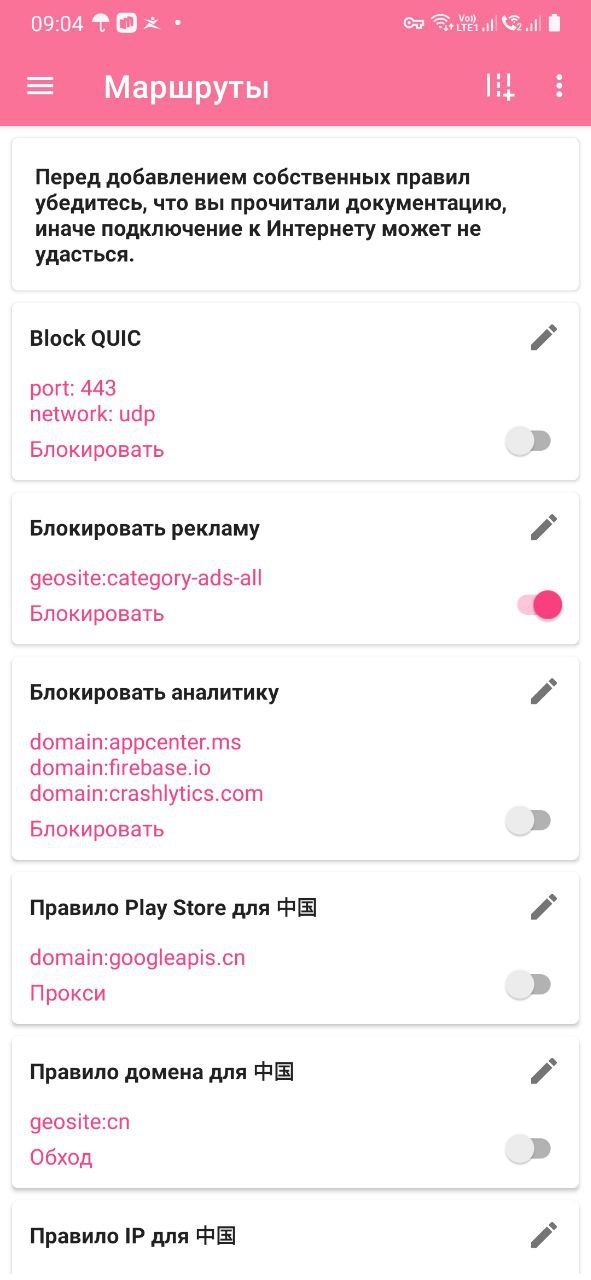 09:04
Vo))
LTE1
2
Маршруты
Перед добавлением собственных правил
убедитесь, что вы прочитали документацию,
иначе подключение к Интернету может не
удасться.
Block QUIC
port: 443
network: udp
Блокировать
Блокировать рекламу
geosite:category-ads-all
Блокировать
Блокировать аналитику
domain:appcenter.ms
domain:firebase.io
domain:crashlytics.com
Блокировать
Правило Play Store для 中国
domain:googleapis.cn
Прокси
Правило домена для 中国
geosite:cn
Обход
Правило IP для 中国